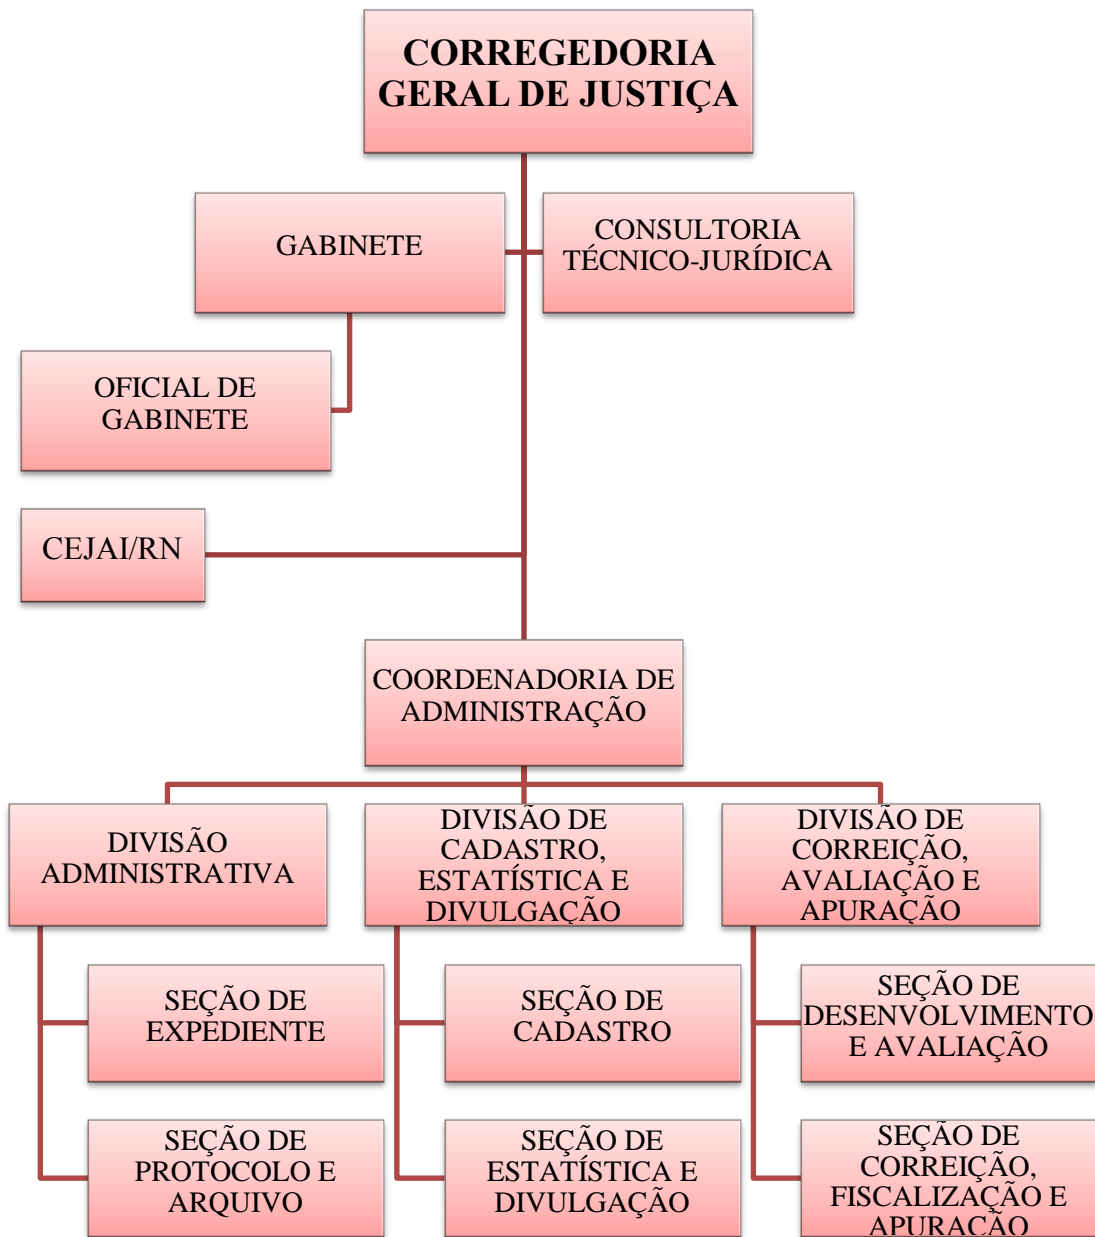 CORREGEDORIA
GERAL DE JUSTIÇA
GABINETE
CONSULTORIA
TÉCNICO-JURÍDICA
OFICIAL DE
GABINETE
CEJAI/RN
COORDENADORIA DE
ADMINISTRAÇÃO
DIVISÃO
ADMINISTRATIVA
DIVISÃO DE
CADASTRO,
ESTATÍSTICA E
DIVULGAÇÃO
DIVISÃO DE
CORREIÇÃO,
AVALIAÇÃO E
APURAÇÃO
SEÇÃO DE
EXPEDIENTE
SEÇÃO DE
CADASTRO
SEÇÃO DE
DESENVOLVIMENTO
E AVALIAÇÃO
SEÇÃO DE
PROTOCOLO E
ARQUIVO
SEÇÃO DE
ESTATÍSTICA E
DIVULGAÇÃO
SEÇÃO DE
CORREIÇÃO,
FISCALIZAÇÃO E
APURAÇÃO